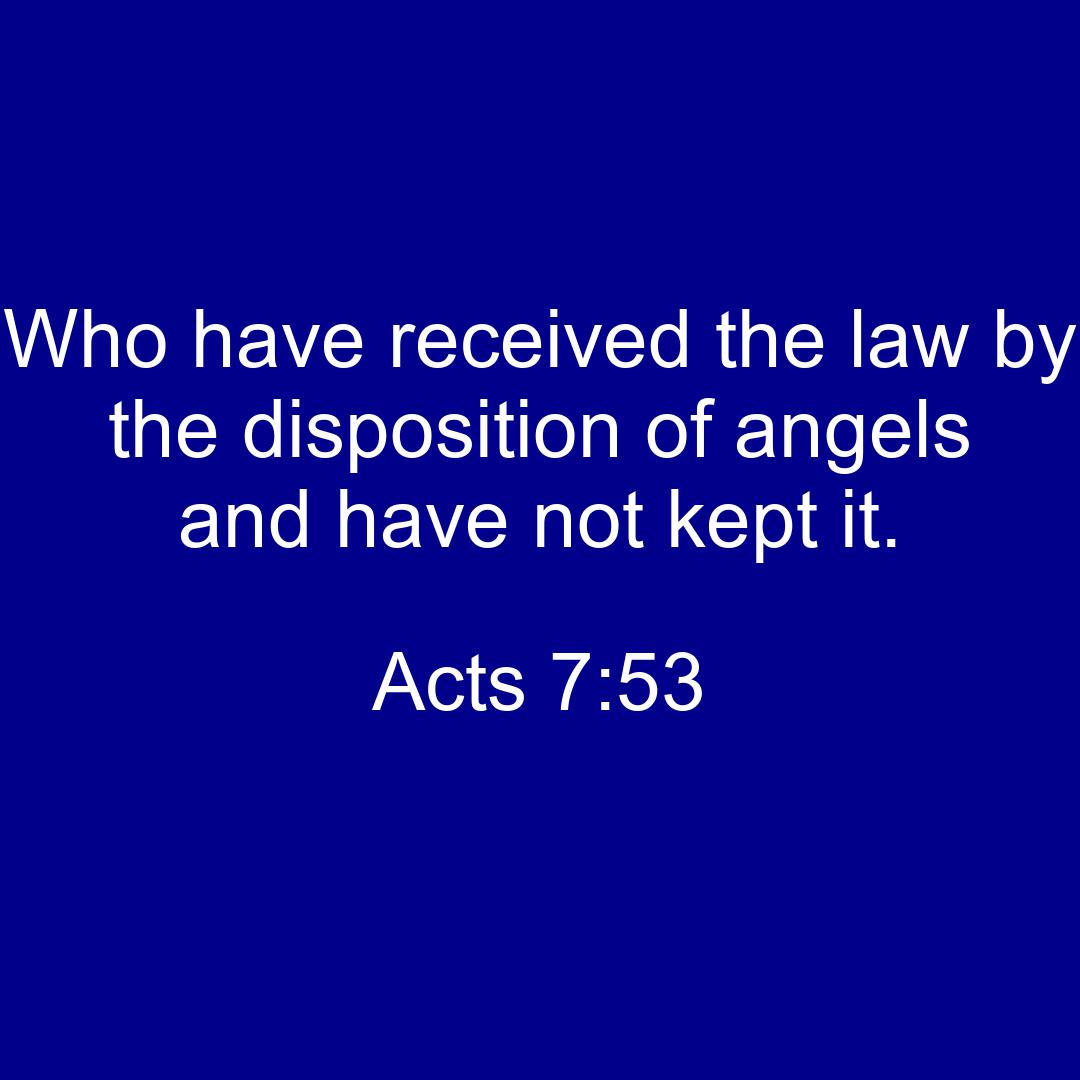 Who have received the law by
the disposition of angels
and have not kept it.
Acts 7:53